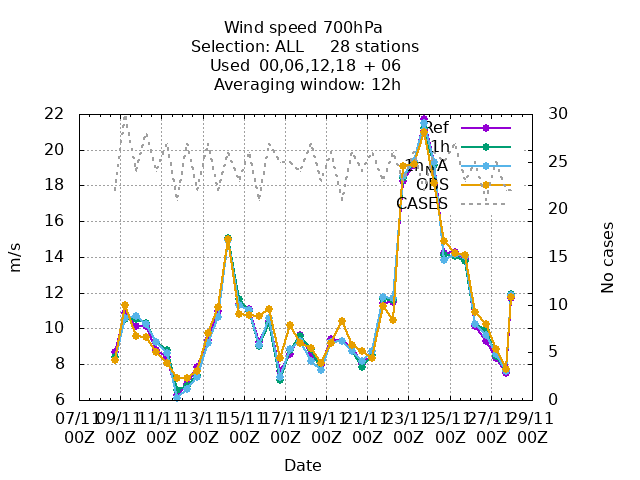 Wind speed 700hPa
Selection: ALL     28 stations
Used  00,06,12,18 + 06
Averaging window: 12h
22 30
20 25
18 20
16 15
14 10
12 5
10 0
8
6
m/s
No cases
Ref
1h
1h_NA
OBS
CASES
07/11 09/11 11/11 13/11 15/11 17/11 19/11 21/11 23/11 25/11 27/11 29/11
00Z 00Z 00Z 00Z 00Z 00Z 00Z 00Z 00Z 00Z 00Z 00Z
Date